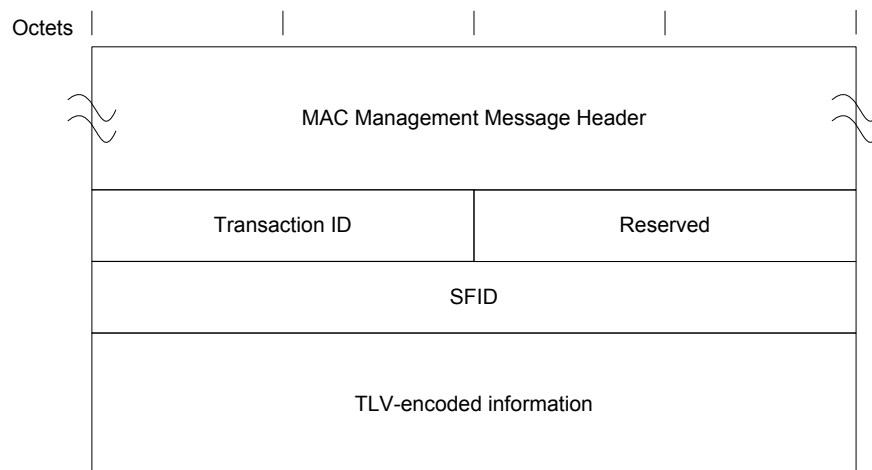 Octets
MAC Management Message Header
Transaction ID
Reserved
SFID
TLV-encoded information